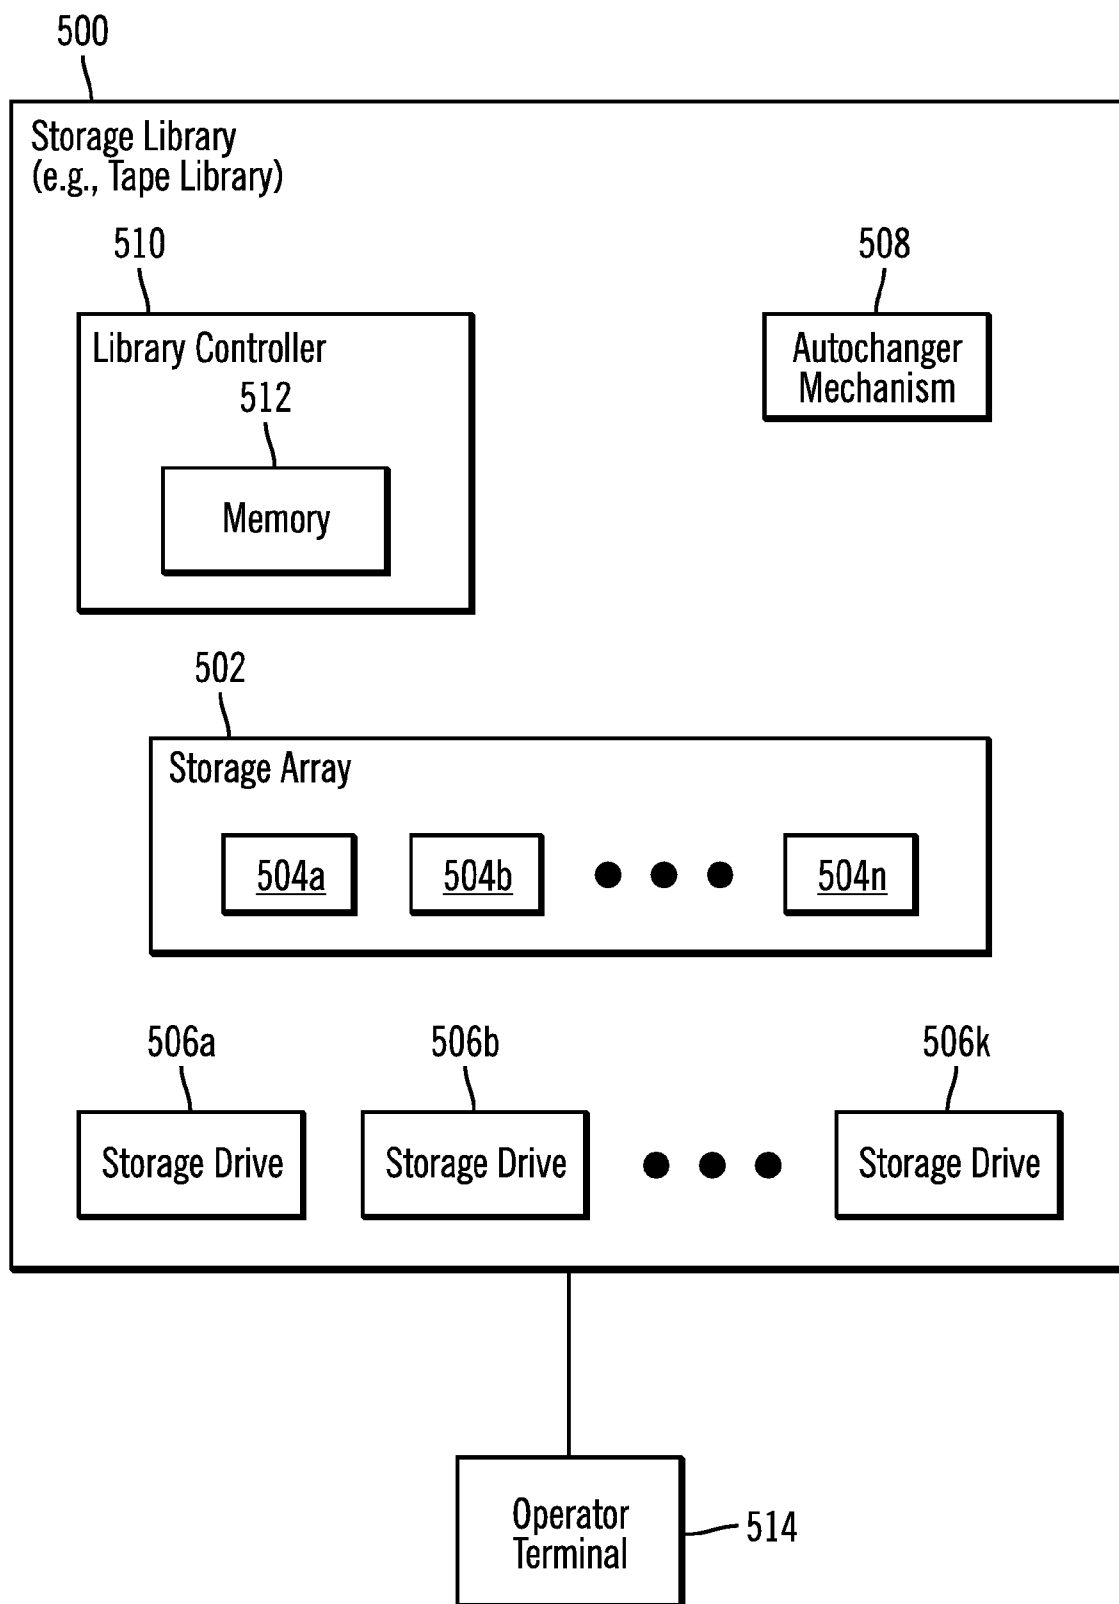 500
Storage Library
(e.g., Tape Library)
510
508
Library Controller
Autochanger
Mechanism
512
Memory
502
Storage Array
504a
504b
504n
506a
506b
506k
Storage Drive
Storage Drive
Storage Drive
Operator
Terminal
514